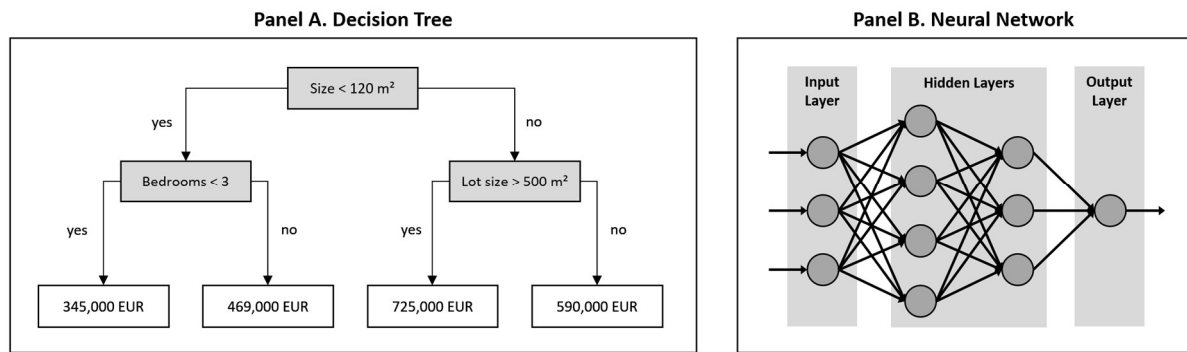 Panel A. Decision Tree
Size < 120 m²
yes
no
Bedrooms < 3
Lot size > 500 m²
yes
no
yes
no
345,000 EUR
469,000 EUR
725,000 EUR
590,000 EUR
Panel B. Neural Network
Input
Layer
Hidden Layers
Output
Layer